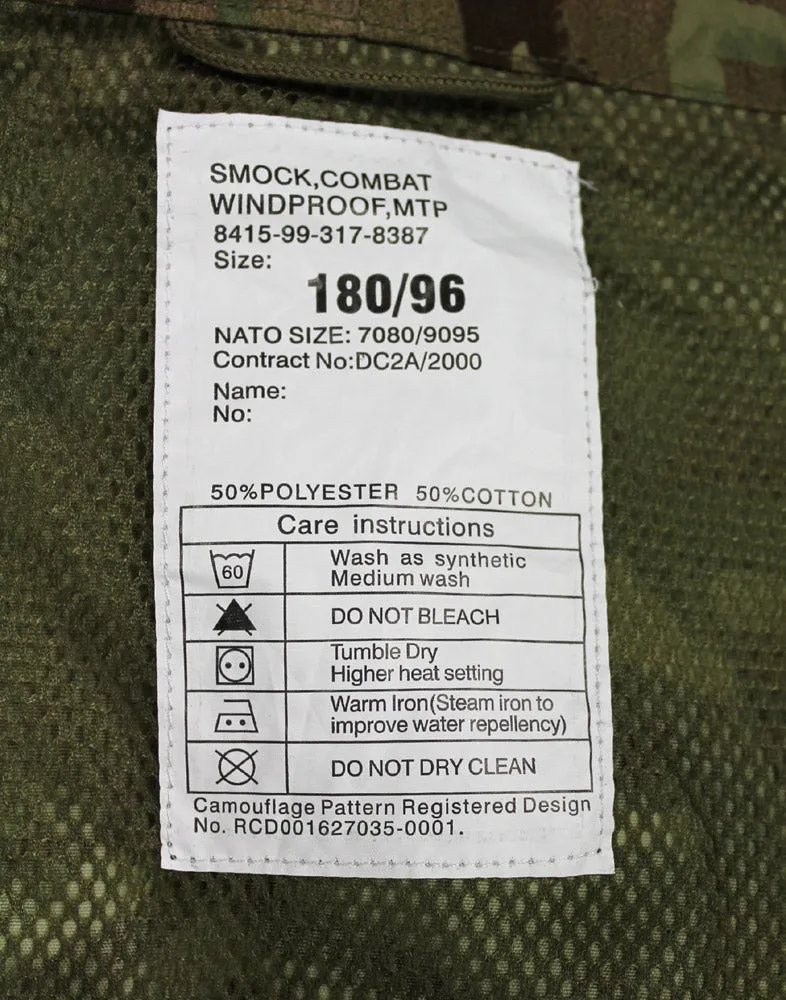 SMOCK,COMBAT
WINDPROOF,MTP
8415-99-317-8387
Size:
180/96
NATO SIZE: 7080/9095
Contract No:DC2A/2000
Name:
No:
50%POLYESTER 50%COTTON
Care instructions
60
Wash as synthetic
Medium wash
DO NOT BLEACH
Tumble Dry
Higher heat setting
Warm Iron(Steam iron to
improve water repellency)
DO NOT DRY CLEAN
Camouflage Pattern Registered Design
No. RCD001627035-0001.